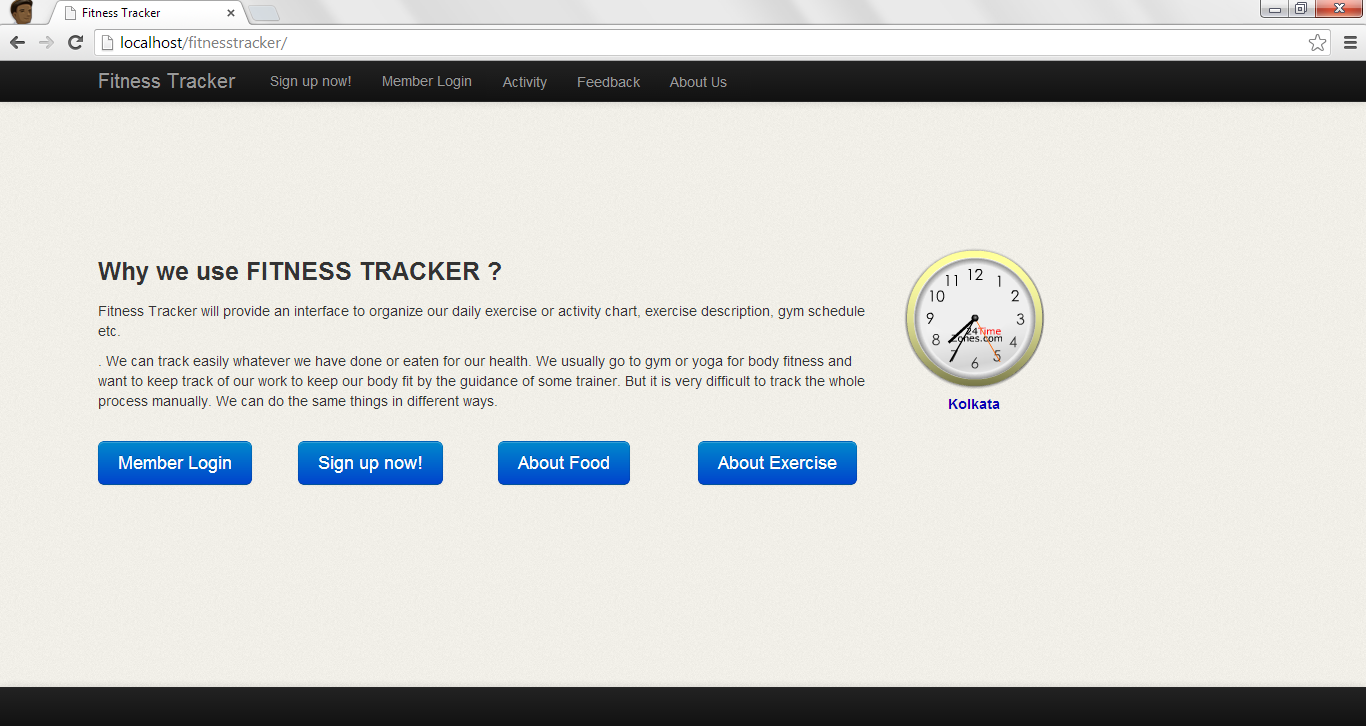 Fitness Tracker
localhost/fitnesstracker/
Fitness Tracker Sign up now! Member Login Activity Feedback About Us
Why we use FITNESS TRACKER ?
Fitness Tracker will provide an interface to organize our daily exercise or activity chart, exercise description, gym schedule
etc.
. We can track easily whatever we have done or eaten for our health. We usually go to gym or yoga for body fitness and
want to keep track of our work to keep our body fit by the guidance of some trainer. But it is very difficult to track the whole
process manually. We can do the same things in different ways.
Member Login Sign up now! About Food About Exercise
12
11 1
10 2
9 3
8 4
7 5
6
24Time
Zones.com
Kolkata